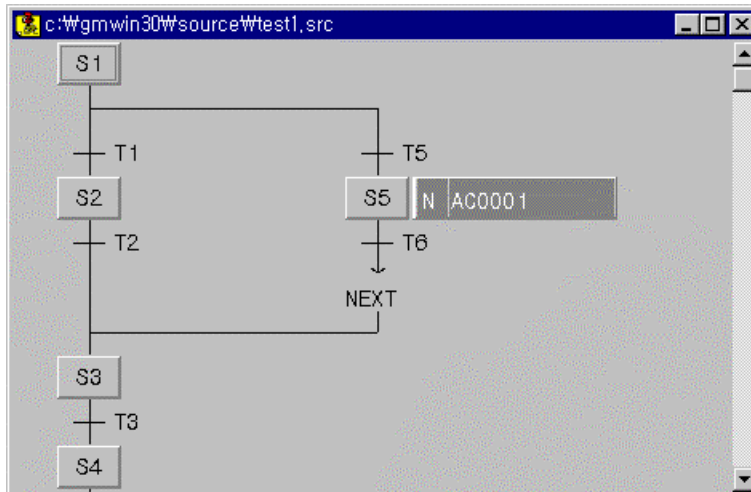 c:₩gmwin30₩source₩test1.src
S1
T1 T5
S2 S5 N AC0001
T2 T6
NEXT
S3
T3
S4